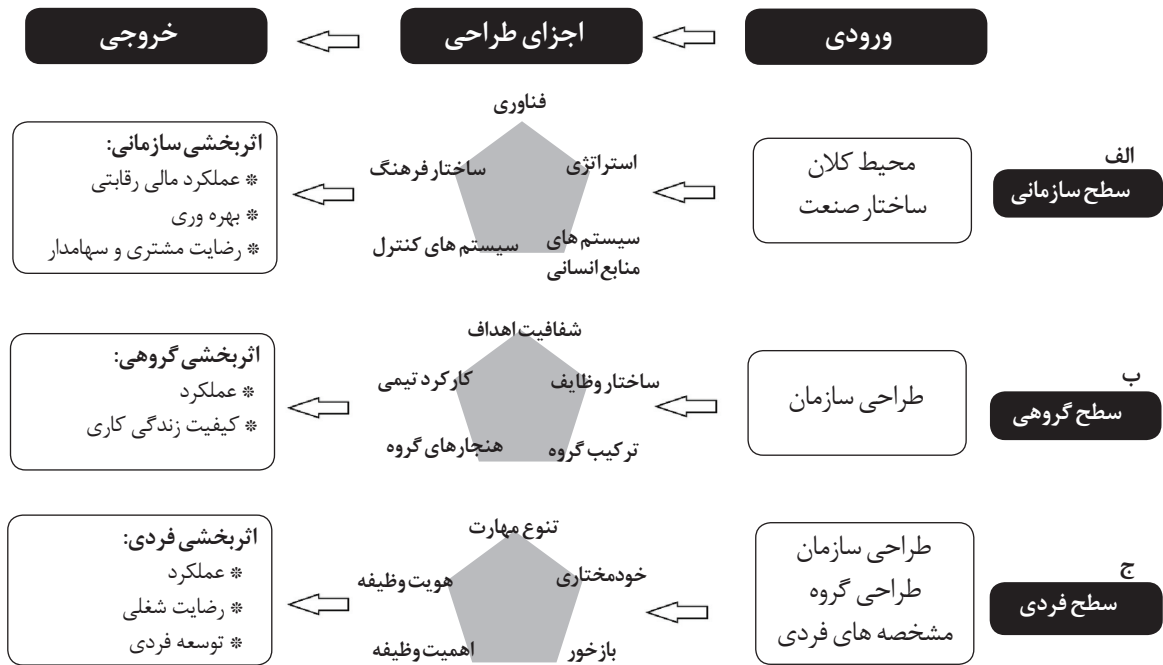 ورودی
اجزای طراحی
خروجی
الف
سطح سازمانی
محیط کلان
ساختار صنعت
فناوری
استراتژی
ساختار فرهنگ
سیستم های
منابع انسانی
سیستم های کنترل
اثربخشی سازمانی:
* عملکرد مالی رقابتی
* بهره وری
* رضایت مشتری و سهامدار
ب
سطح گروهی
طراحی سازمان
شفافیت اهداف
ساختار وظایف
کارکرد تیمی
ترکیب گروه
هنجارهای گروه
اثربخشی گروهی:
* عملکرد
* کیفیت زندگی کاری
ج
سطح فردی
طراحی سازمان
طراحی گروه
مشخصه های فردی
تنوع مهارت
خودمختاری
هویت وظیفه
بازخور
اهمیت وظیفه
اثربخشی فردی:
* عملکرد
* رضایت شغلی
* توسعه فردی